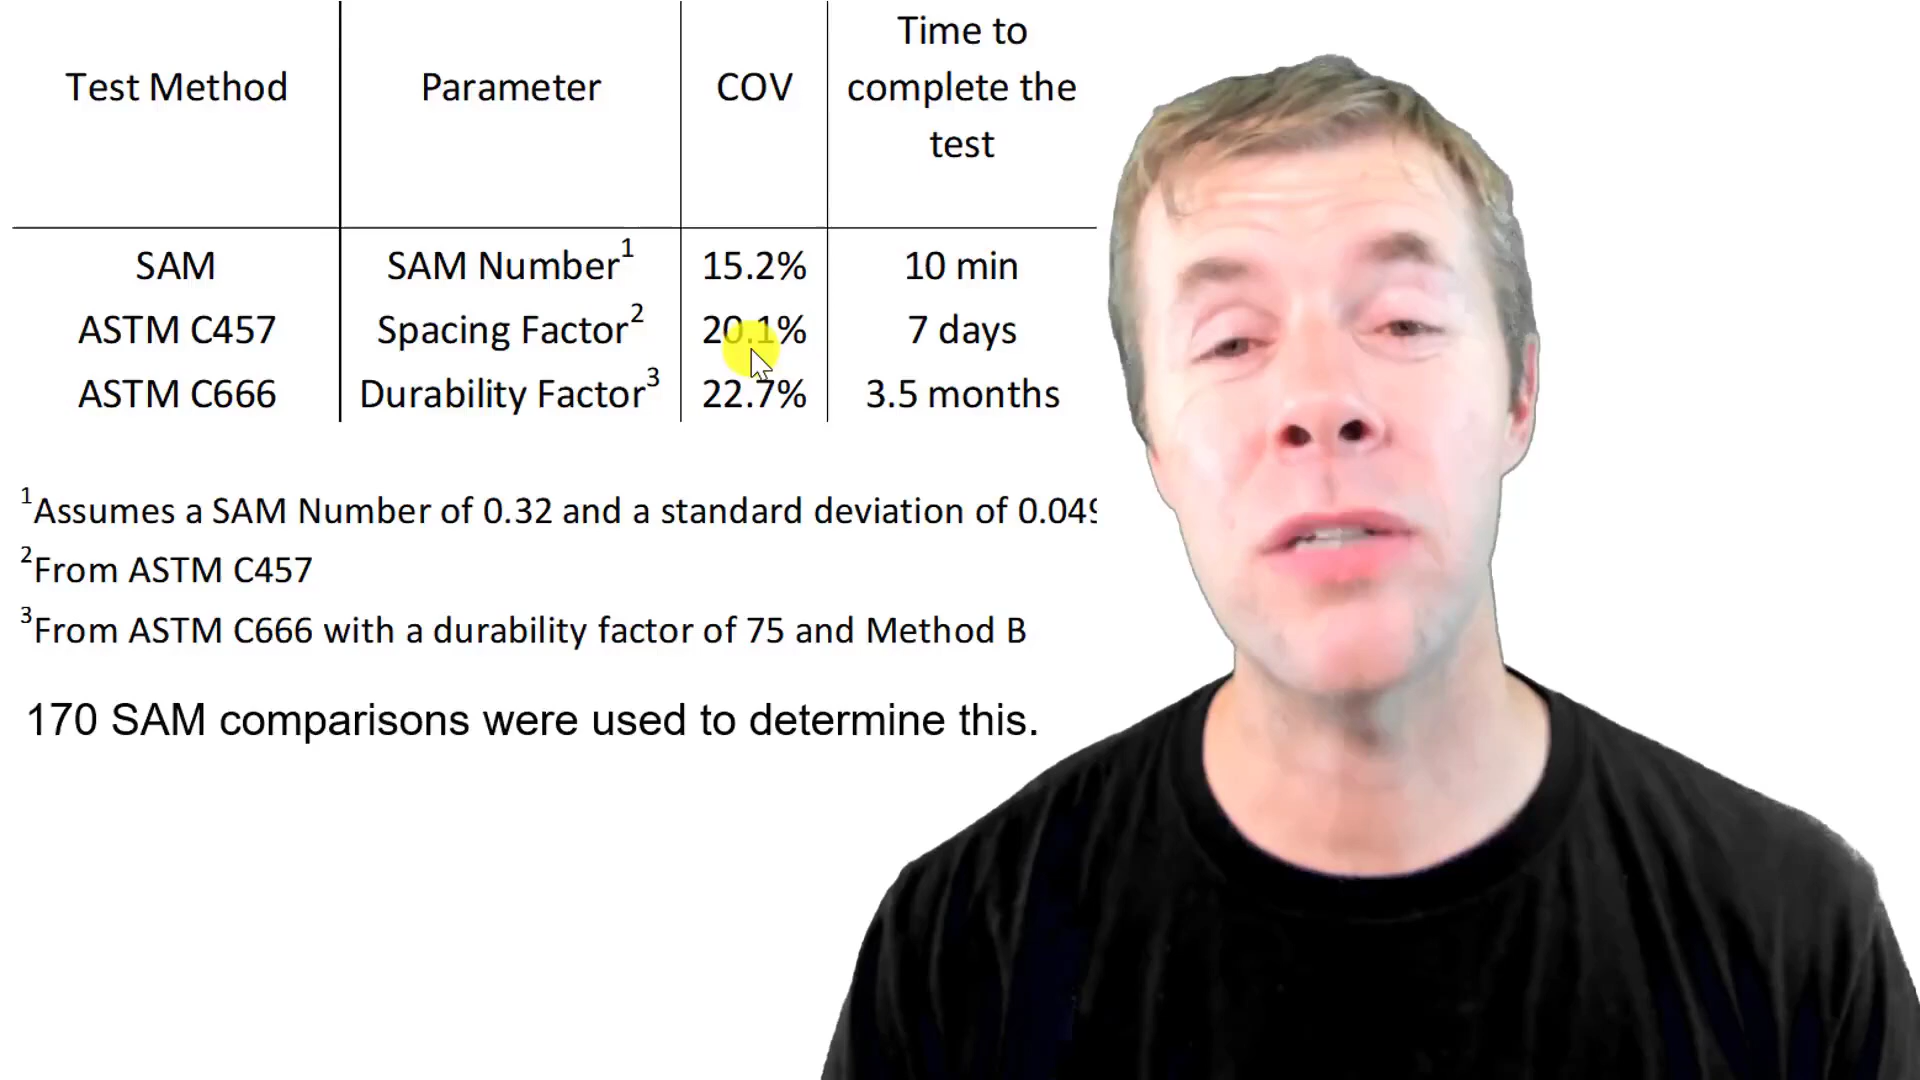 Test Method Parameter COV Time to complete the test
SAM SAM Number¹ 15.2% 10 min
ASTM C457 Spacing Factor² 20.1% 7 days
ASTM C666 Durability Factor³ 22.7% 3.5 months
¹Assumes a SAM Number of 0.32 and a standard deviation of 0.049
²From ASTM C457
³From ASTM C666 with a durability factor of 75 and Method B
170 SAM comparisons were used to determine this.